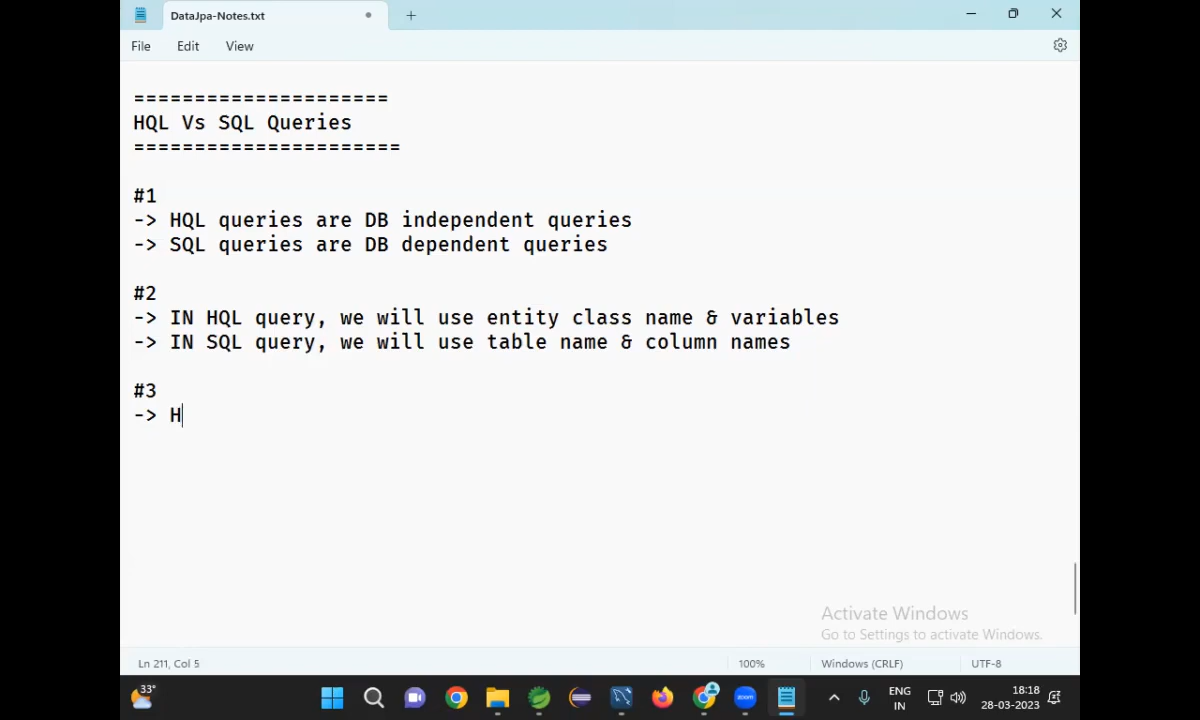 DataJpa-Notes.txt
File Edit View
=====================
HQL Vs SQL Queries
======================
#1
-> HQL queries are DB independent queries
-> SQL queries are DB dependent queries
#2
-> IN HQL query, we will use entity class name & variables
-> IN SQL query, we will use table name & column names
#3
-> H
Activate Windows
Go to Settings to activate Windows.
Ln 211, Col 5 100% Windows (CRLF) UTF-8
33°
zoom
ENG
IN
18:18
28-03-2023